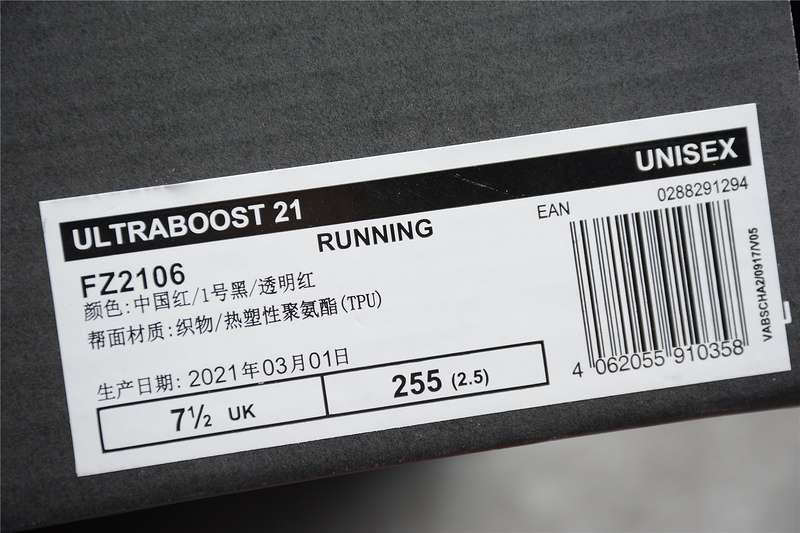 ULTRABOOST 21
UNISEX
RUNNING
EAN
0288291294
FZ2106
颜色:中国红/1号黑/透明红
帮面材质:织物/热塑性聚氨酯(TPU)
生产日期:2021年03月01日
7½ UK
255 (2.5)
4 062055 910358
VABSCHA2/0917/V05